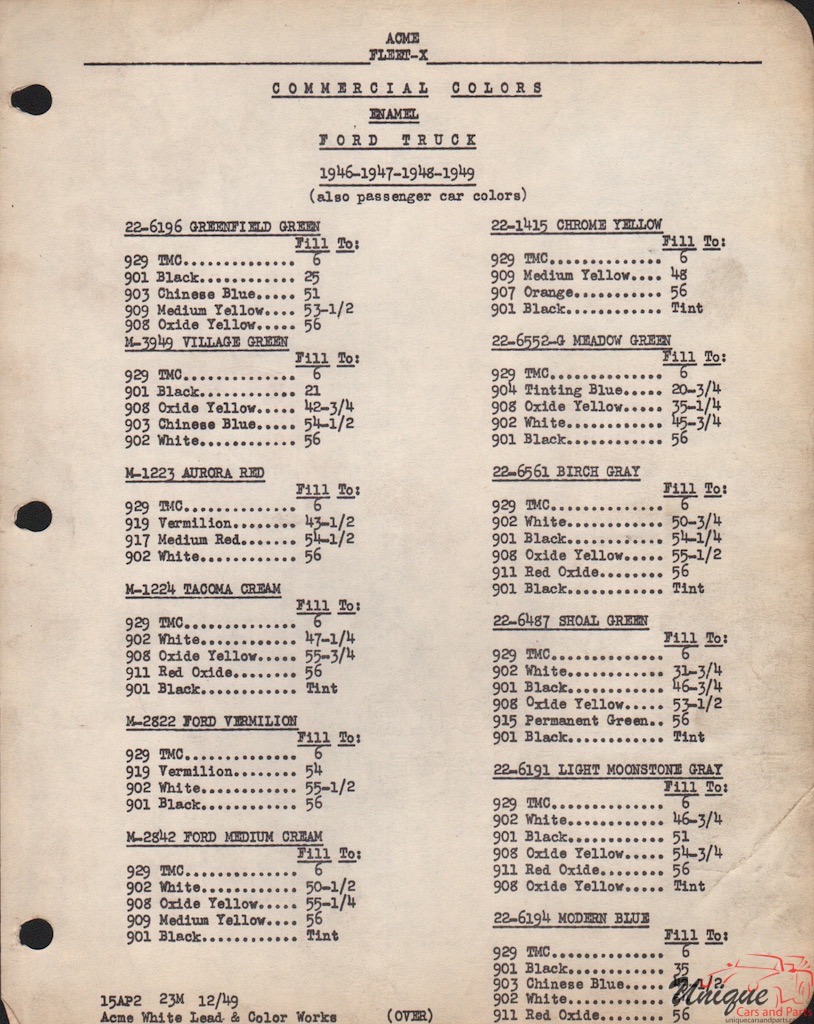 ACME
FLEET-X
COMMERCIAL COLORS
ENAMEL
FORD TRUCK
1946-1947-1948-1949
(also passenger car colors)
22-6196 GREENFIELD GREEN
Fill To:
929 TMC.............. 6
901 Black............ 25
903 Chinese Blue..... 51
909 Medium Yellow.... 53-1/2
908 Oxide Yellow..... 56
M-3949 VILLAGE GREEN
Fill To:
929 TMC.............. 6
901 Black............ 21
908 Oxide Yellow..... 42-3/4
903 Chinese Blue..... 54-1/2
902 White............ 56
M-1223 AURORA RED
Fill To:
929 TMC.............. 6
919 Vermilion........ 43-1/2
917 Medium Red....... 54-1/2
902 White............ 56
M-1224 TACOMA CREAM
Fill To:
929 TMC.............. 6
902 White............ 47-1/4
908 Oxide Yellow..... 55-3/4
911 Red Oxide........ 56
901 Black............ Tint
M-2822 FORD VERMILION
Fill To:
929 TMC.............. 6
919 Vermilion........ 54
902 White............ 55-1/2
901 Black............ 56
M-2842 FORD MEDIUM CREAM
Fill To:
929 TMC.............. 6
902 White............ 50-1/2
908 Oxide Yellow..... 55-1/4
909 Medium Yellow.... 56
901 Black............ Tint
22-1415 CHROME YELLOW
Fill To:
929 TMC.............. 6
909 Medium Yellow.... 48
907 Orange........... 56
901 Black............ Tint
22-6552-G MEADOW GREEN
Fill To:
929 TMC.............. 6
904 Tinting Blue..... 20-3/4
908 Oxide Yellow..... 35-1/4
902 White............ 45-3/4
901 Black............ 56
22-6561 BIRCH GRAY
Fill To:
929 TMC.............. 6
902 White............ 50-3/4
901 Black............ 54-1/4
908 Oxide Yellow..... 55-1/2
911 Red Oxide........ 56
901 Black............ Tint
22-6487 SHOAL GREEN
Fill To:
929 TMC.............. 6
902 White............ 31-3/4
901 Black............ 46-3/4
908 Oxide Yellow..... 53-1/2
915 Permanent Green.. 56
901 Black............ Tint
22-6191 LIGHT MOONSTONE GRAY
Fill To:
929 TMC.............. 6
902 White............ 46-3/4
901 Black............ 51
908 Oxide Yellow..... 54-3/4
911 Red Oxide........ 56
908 Oxide Yellow..... Tint
22-6194 MODERN BLUE
Fill To:
929 TMC.............. 6
901 Black............ 35
903 Chinese Blue.....
902 White............
911 Red Oxide........ 56
15AP2 23M 12/49
Acme White Lead & Color Works (OVER)
Unique
Cars and Parts
uniquecarsandparts.com